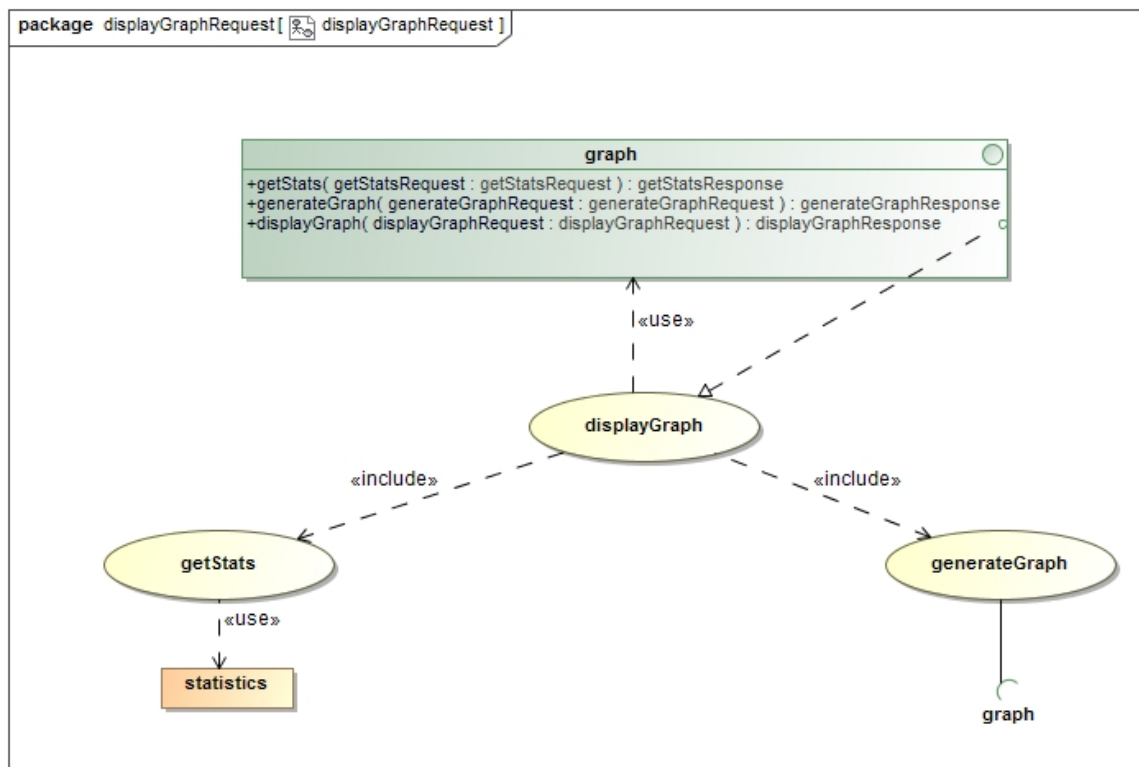 package displayGraphRequest[ displayGraphRequest ]
graph
+getStats( getStatsRequest : getStatsRequest ) : getStatsResponse
+generateGraph( generateGraphRequest : generateGraphRequest ) : generateGraphResponse
+displayGraph( displayGraphRequest : displayGraphRequest ) : displayGraphResponse
«use»
displayGraph
«include»
«include»
getStats
generateGraph
«use»
statistics
graph